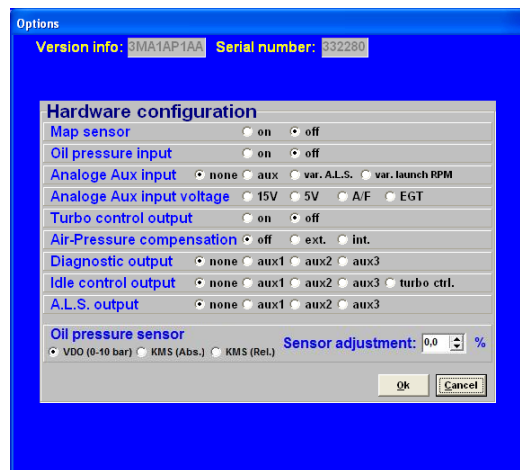 Options
Version info: 3MA1AP1AA Serial number: 332280
Hardware configuration
Map sensor on off
Oil pressure input on off
Analoge Aux input none aux var. A.L.S. var. launch RPM
Analoge Aux input voltage 15V 5V A/F EGT
Turbo control output on off
Air-Pressure compensation off ext. int.
Diagnostic output none aux1 aux2 aux3
Idle control output none aux1 aux2 aux3 turbo ctrl.
A.L.S. output none aux1 aux2 aux3
Oil pressure sensor
VDO (0-10 bar) KMS (Abs.) KMS (Rel.) Sensor adjustment: 0,0 %
Ok Cancel